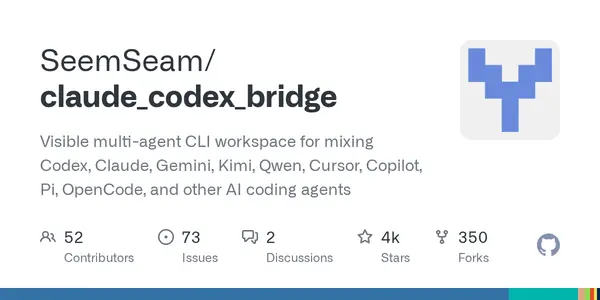 SeemSeam/
claude_codex_bridge
Visible multi-agent CLI workspace for mixing
Codex, Claude, Gemini, Kimi, Qwen, Cursor, Copilot,
Pi, OpenCode, and other AI coding agents
52 73 2 4k 350
Contributors Issues Discussions Stars Forks